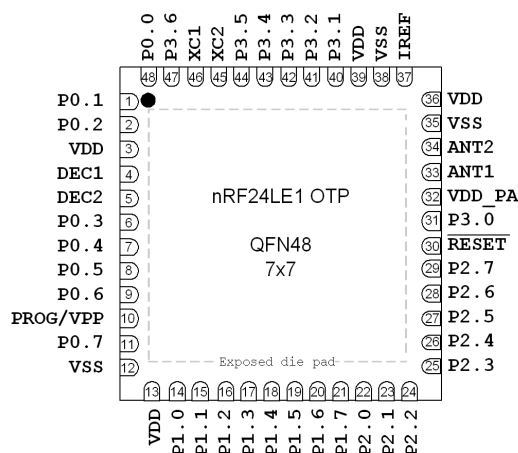 P0.0 P3.6 XC1 XC2 P3.5 P3.4 P3.3 P3.2 P3.1 P3.0 VDD VSS IREF
48 47 46 45 44 43 42 41 40 39 38 37
P0.1 1
P0.2 2
VDD 3
DEC1 4
DEC2 5
P0.3 6
P0.4 7
P0.5 8
P0.6 9
PROG/VPP 10
P0.7 11
VSS 12
nRF24LE1 OTP
QFN48
7x7
Exposed die pad
36 VDD
35 VSS
34 ANT2
33 ANT1
32 VDD_PA
31 P3.0
30 RESET
29 P2.7
28 P2.6
27 P2.5
26 P2.4
25 P2.3
13 14 15 16 17 18 19 20 21 22 23 24
VDD P1.0 P1.1 P1.2 P1.3 P1.4 P1.5 P1.6 P1.7 P2.0 P2.1 P2.2